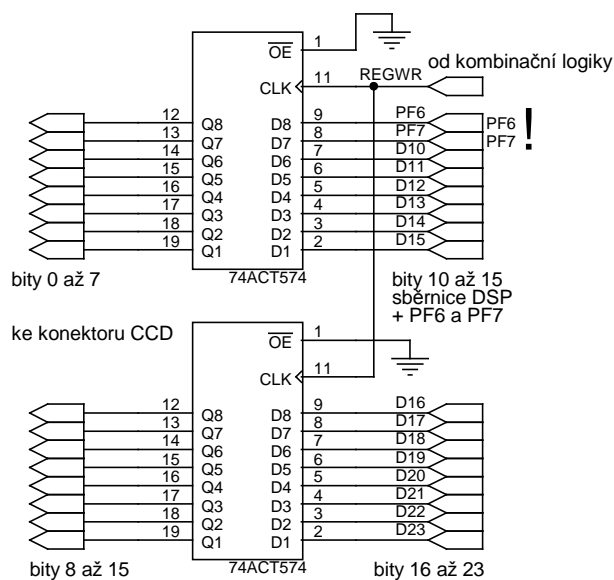 OE 1
od kombinační logiky
CLK 11 REGWR
12 Q8 D8 9 PF6 PF6 !
13 Q7 D7 8 PF7 PF7
14 Q6 D6 7 D10
15 Q5 D5 6 D11
16 Q4 D4 5 D12
17 Q3 D3 4 D13
18 Q2 D2 3 D14
19 Q1 D1 2 D15
bity 0 až 7 74ACT574 bity 10 až 15
sběrnice DSP
+ PF6 a PF7
ke konektoru CCD
OE 1
CLK 11
12 Q8 D8 9 D16
13 Q7 D7 8 D17
14 Q6 D6 7 D18
15 Q5 D5 6 D19
16 Q4 D4 5 D20
17 Q3 D3 4 D21
18 Q2 D2 3 D22
19 Q1 D1 2 D23
bity 8 až 15 74ACT574 bity 16 až 23